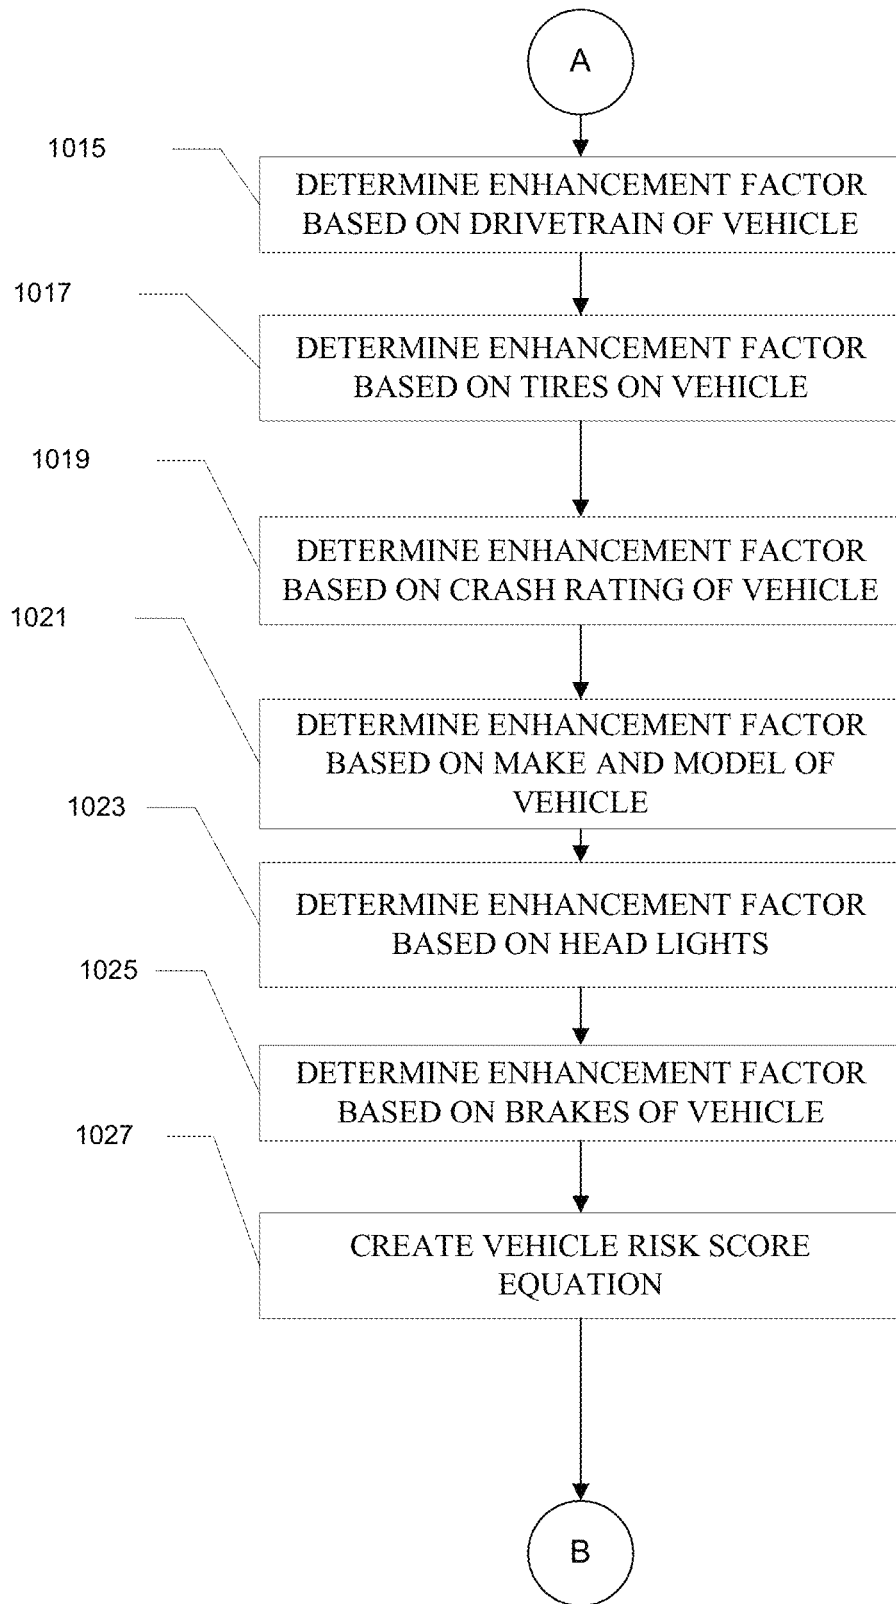 A
1015
DETERMINE ENHANCEMENT FACTOR
BASED ON DRIVETRAIN OF VEHICLE
1017
DETERMINE ENHANCEMENT FACTOR
BASED ON TIRES ON VEHICLE
1019
DETERMINE ENHANCEMENT FACTOR
BASED ON CRASH RATING OF VEHICLE
1021
DETERMINE ENHANCEMENT FACTOR
BASED ON MAKE AND MODEL OF
VEHICLE
1023
DETERMINE ENHANCEMENT FACTOR
BASED ON HEAD LIGHTS
1025
DETERMINE ENHANCEMENT FACTOR
BASED ON BRAKES OF VEHICLE
1027
CREATE VEHICLE RISK SCORE
EQUATION
B